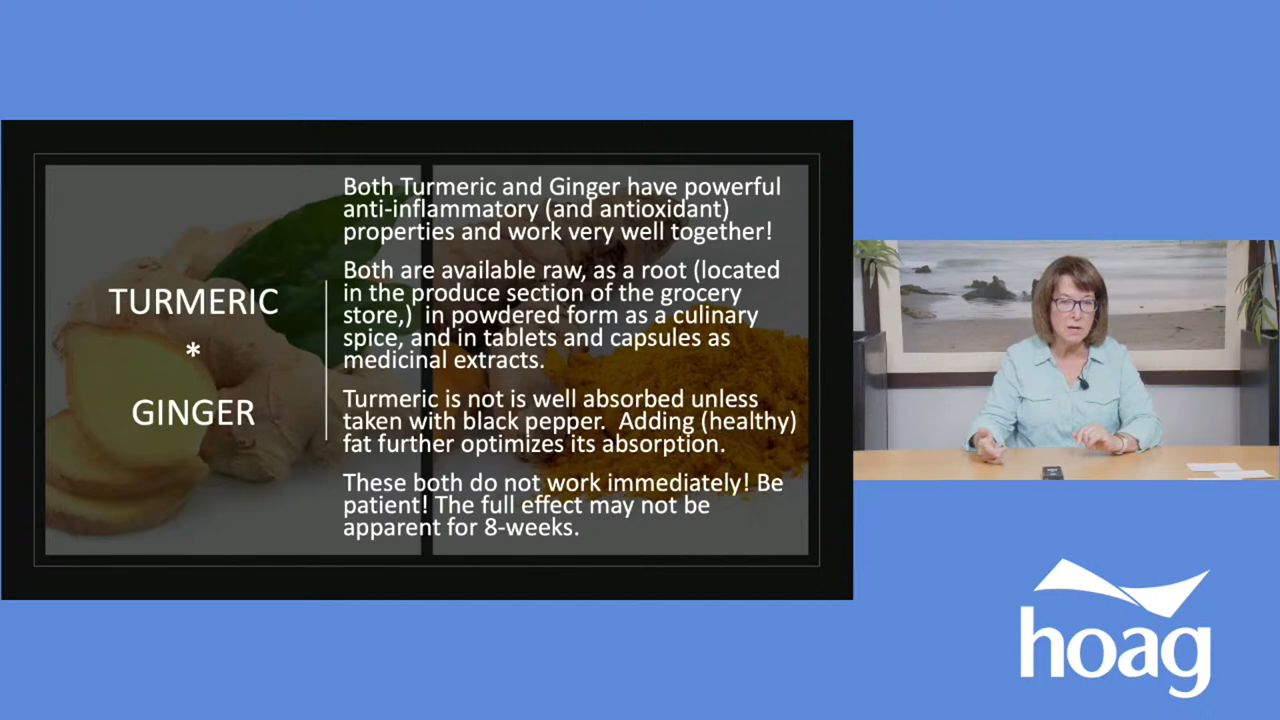 TURMERIC
*
GINGER
Both Turmeric and Ginger have powerful
anti-inflammatory (and antioxidant)
properties and work very well together!
Both are available raw, as a root (located
in the produce section of the grocery
store,)  in powdered form as a culinary
spice, and in tablets and capsules as
medicinal extracts.
Turmeric is not is well absorbed unless
taken with black pepper.  Adding (healthy)
fat further optimizes its absorption.
These both do not work immediately! Be
patient! The full effect may not be
apparent for 8-weeks.
hoag